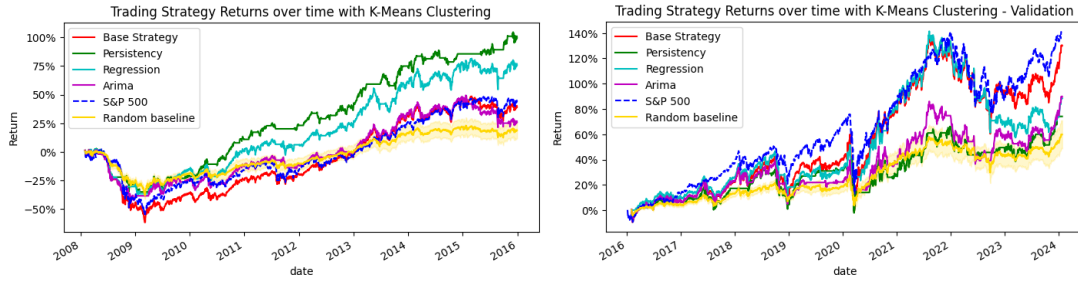 Trading Strategy Returns over time with K-Means Clustering
100%
75%
50%
25%
0%
−25%
−50%
Return
Base Strategy
Persistency
Regression
Arima
S&P 500
Random baseline
2008
2009
2010
2011
2012
2013
2014
2015
2016
date
Trading Strategy Returns over time with K-Means Clustering - Validation
140%
120%
100%
80%
60%
40%
20%
0%
Return
Base Strategy
Persistency
Regression
Arima
S&P 500
Random baseline
2016
2017
2018
2019
2020
2021
2022
2023
2024
date